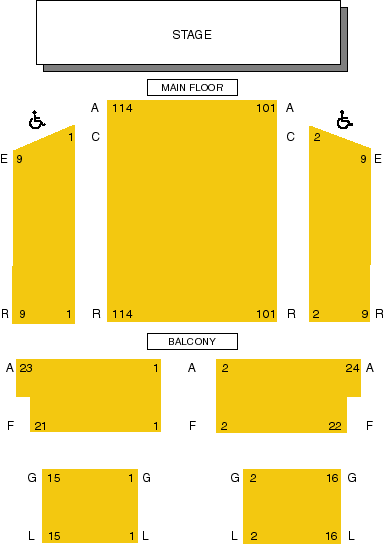 STAGE
MAIN FLOOR
A 114 101 A
C 1 2 C
E 9 9 E
R 9 1 R 114 101 R 2 9 R
BALCONY
A 23 1 A 2 24 A
F 21 1 F 2 22 F
G 15 1 G G 2 16 G
L 15 1 L L 2 16 L